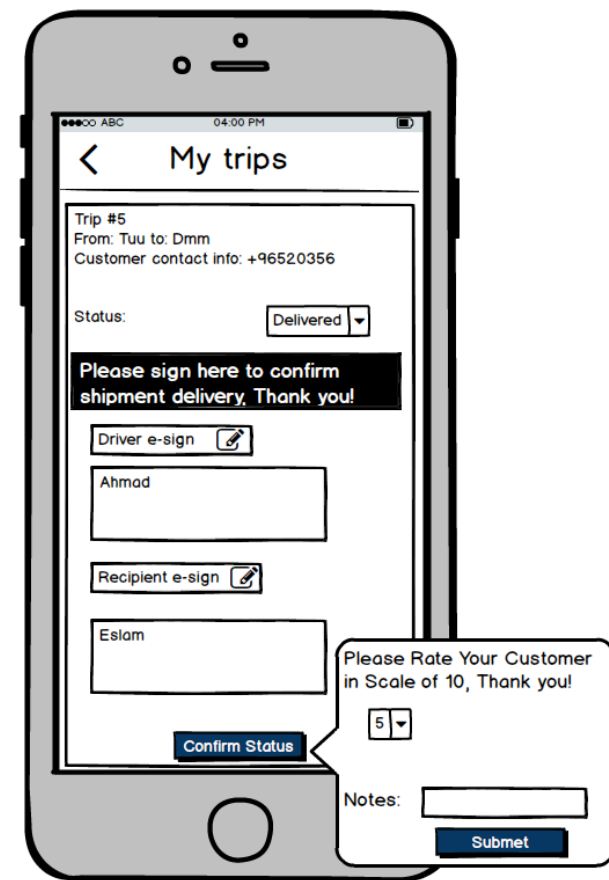 ABC 04:00 PM
My trips
Trip #5
From: Tuu to: Dmm
Customer contact info: +96520356
Status:
Delivered
Please sign here to confirm
shipment delivery, Thank you!
Driver e-sign
Ahmad
Recipient e-sign
Eslam
Confirm Status
Please Rate Your Customer
in Scale of 10, Thank you!
5
Notes:
Submet